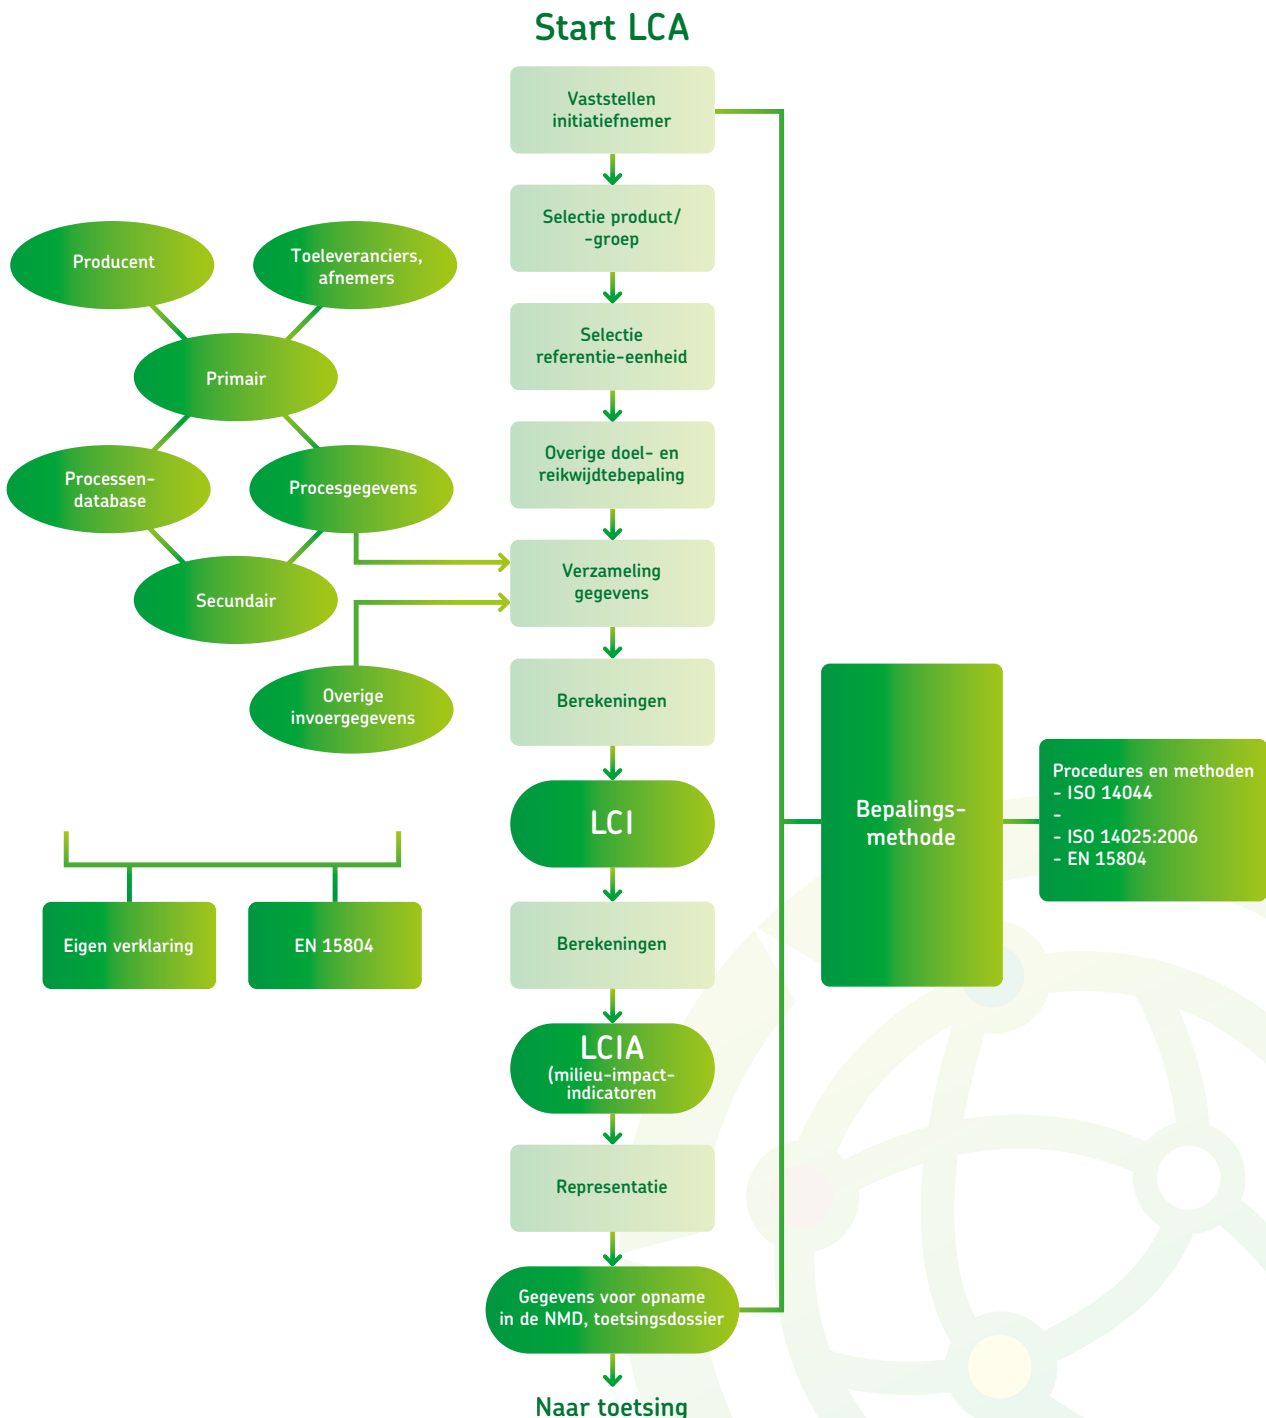 Start LCA
Vaststellen
initiatiefnemer
Selectie product/
-groep
Selectie
referentie-eenheid
Overige doel- en
reikwijdtebepaling
Verzameling
gegevens
Berekeningen
LCI
Berekeningen
LCIA
(milieu-impact-
indicatoren
Representatie
Gegevens voor opname
in de NMD, toetsingsdossier
Naar toetsing
Producent
Toeleveranciers,
afnemers
Primair
Processen-
database
Procesgegevens
Secundair
Overige
invoergegevens
Eigen verklaring
EN 15804
Bepalings-
methode
Procedures en methoden
- ISO 14044
-
- ISO 14025:2006
- EN 15804